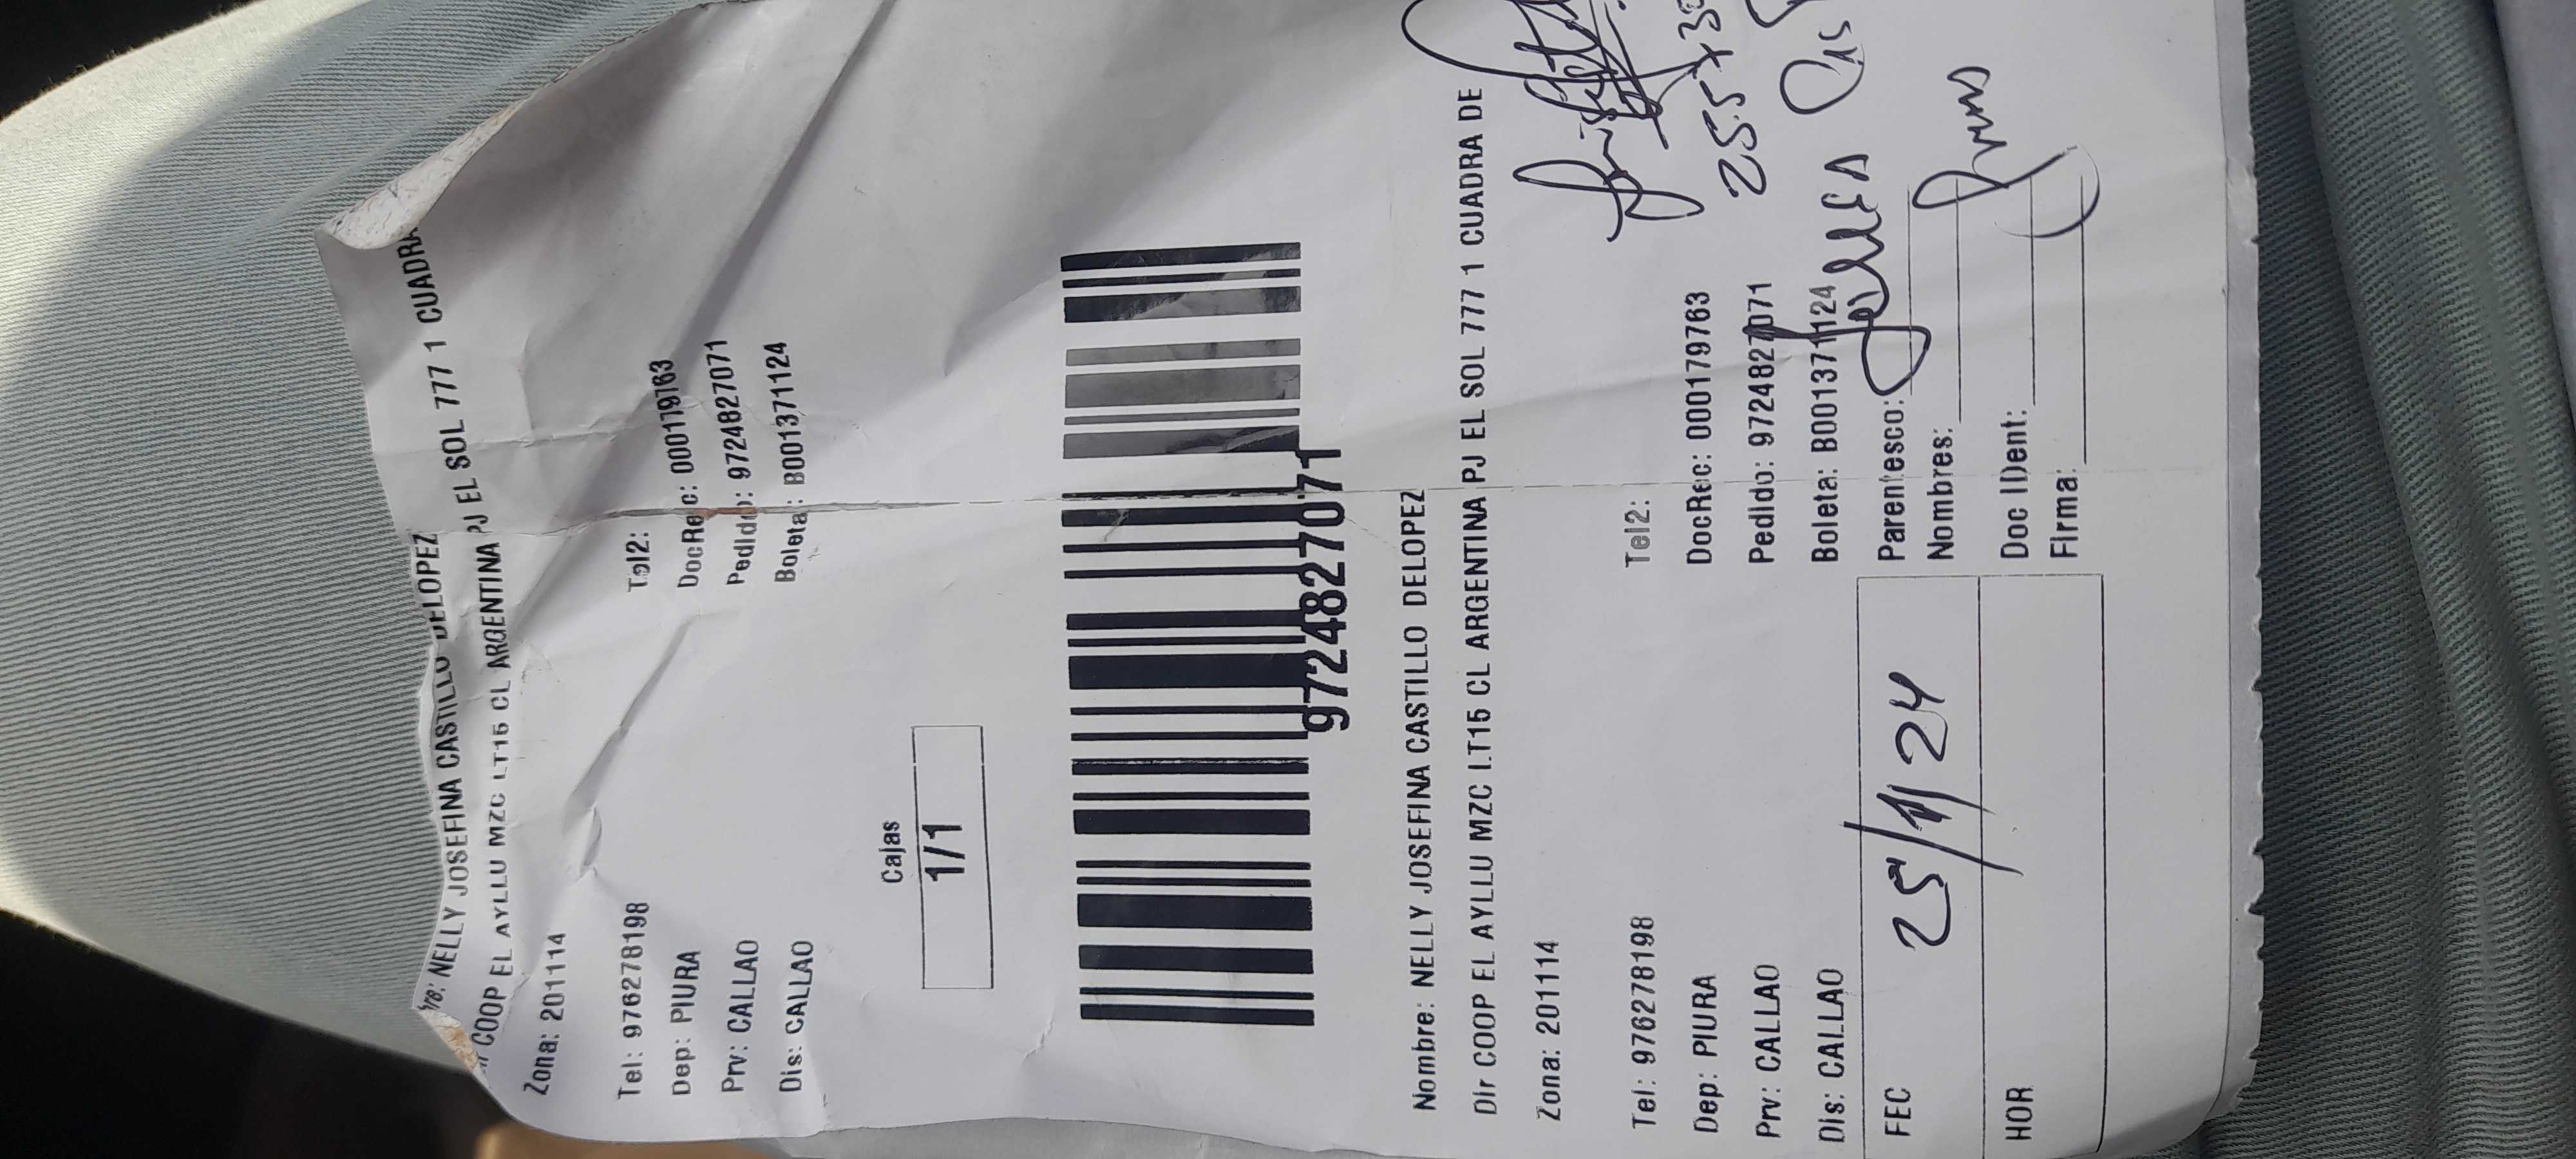 NELLY JOSEFINA CASTILLO DELOPEZ
COOP EL AYLLU MZC LT15 CL ARGENTINA PJ EL SOL 777 1 CUADRA
Zona: 201114
Tel: 976278198 Tel2:
Dep: PIURA DocRec: 000179763
Prv: CALLAO Pedido: 9724827071
Dis: CALLAO Boleta: B001371124
Cajas
1/1
9724827071
Nombre: NELLY JOSEFINA CASTILLO DELOPEZ
Dir COOP EL AYLLU MZC LT15 CL ARGENTINA PJ EL SOL 777 1 CUADRA DE
Zona: 201114
Tel: 976278198 Tel2:
Dep: PIURA DocRec: 000179763
Prv: CALLAO Pedido: 9724827071
Dis: CALLAO Boleta: B001371124
FEC 25/11/24 Parentesco:
Nombres:
HOR Doc IDent:
Firma: